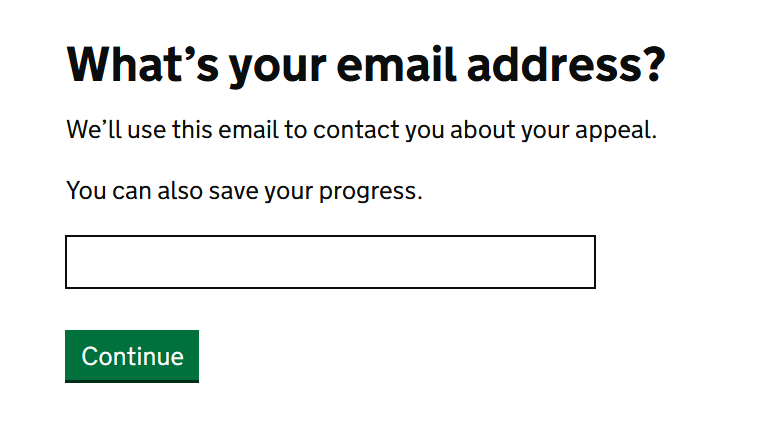 What’s your email address?
We’ll use this email to contact you about your appeal.
You can also save your progress.
Continue